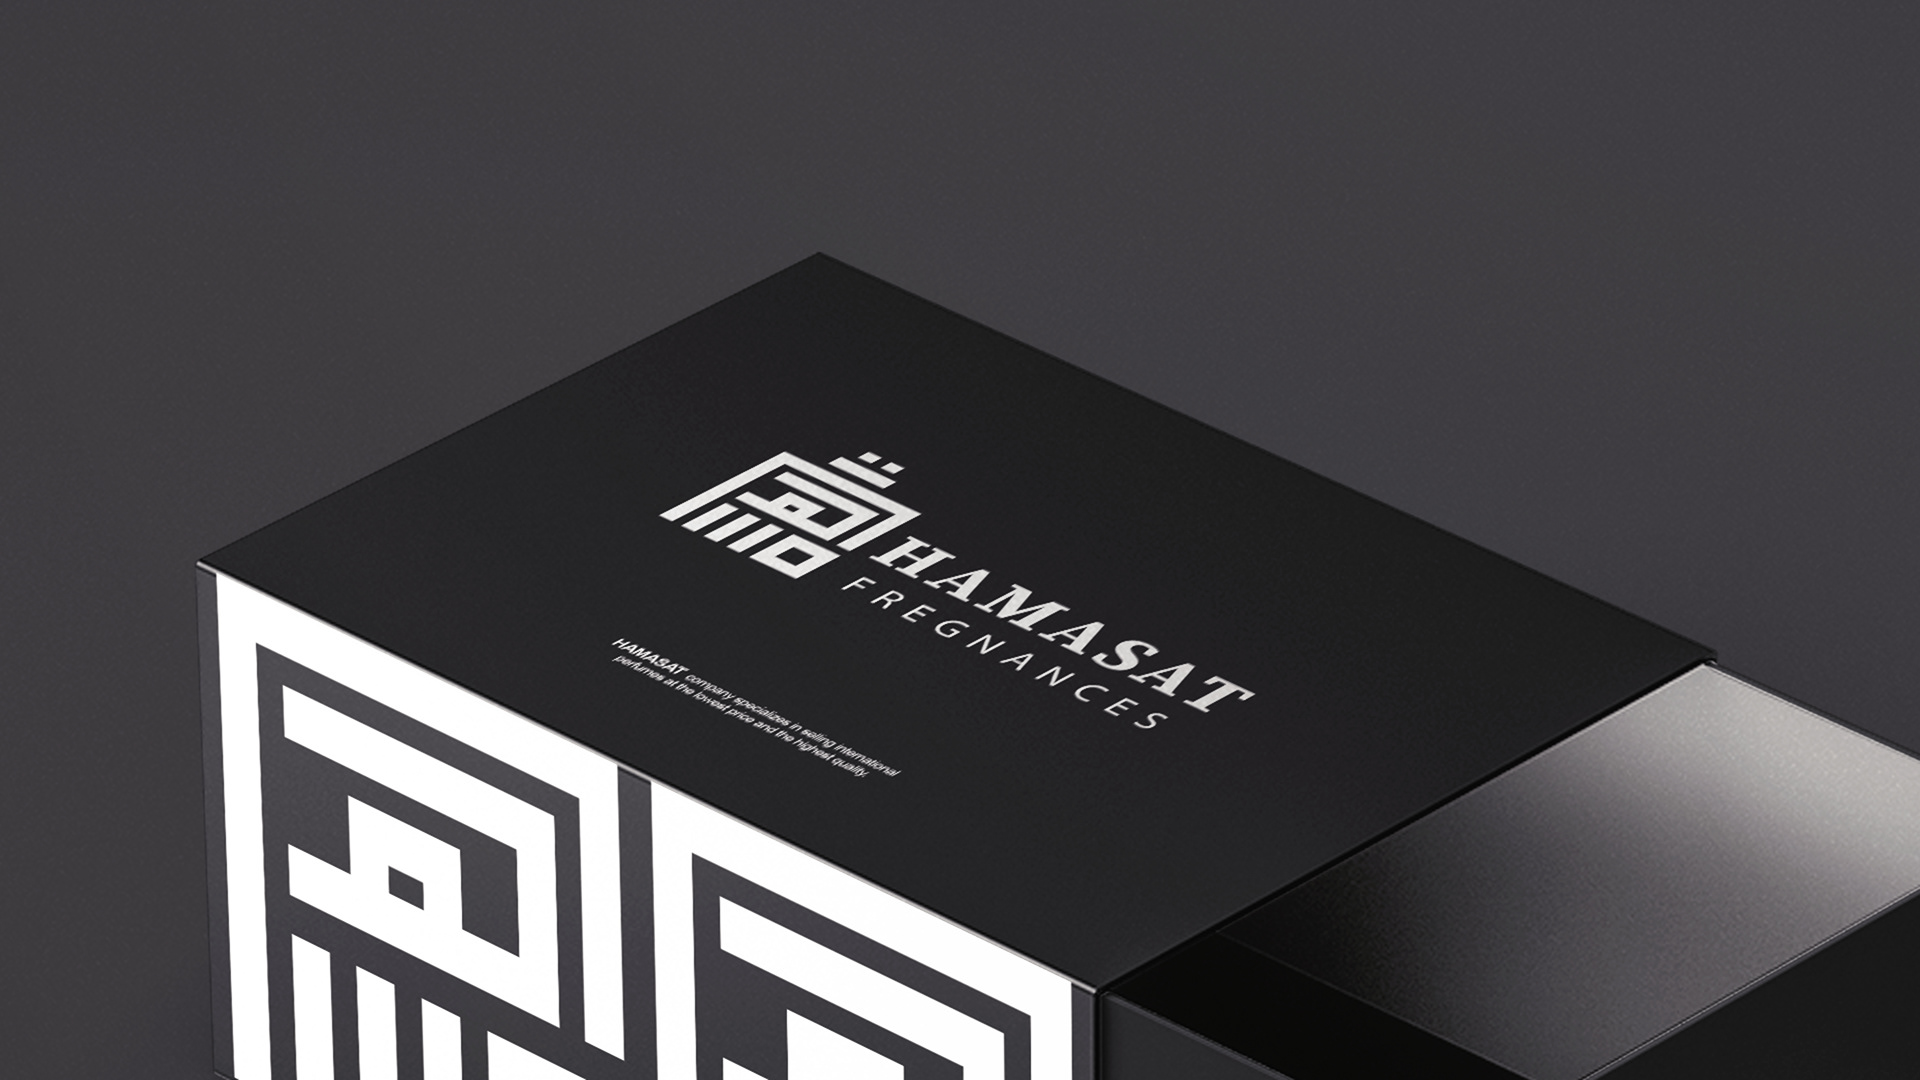 HAMASAT
FREGNANCES
HAMASAT company specializes in selling international
perfumes at the lowest price and the highest quality.